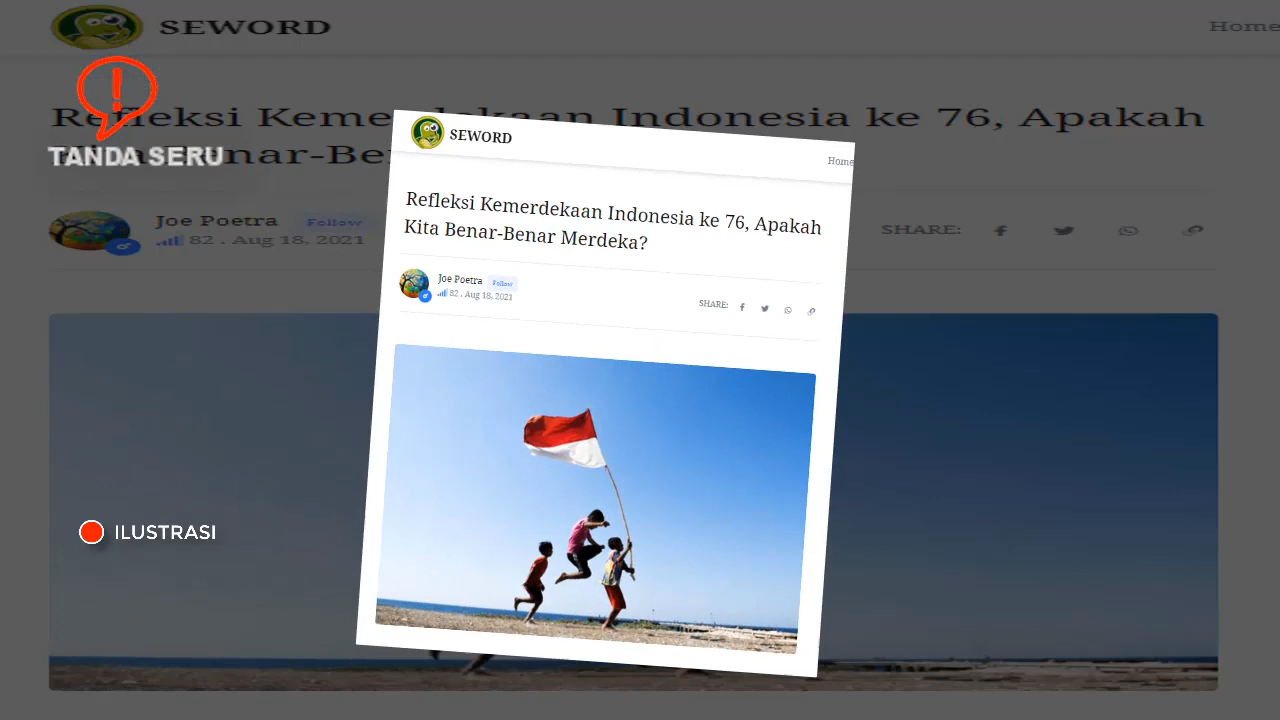 SEWORD
Home
Refleksi Kemerdekaan Indonesia ke 76, Apakah
TANDA SERU
Joe Poetra Follow
82 . Aug 18, 2021
SHARE:
SEWORD
Home
Refleksi Kemerdekaan Indonesia ke 76, Apakah
Kita Benar-Benar Merdeka?
Joe Poetra Follow
82 . Aug 18, 2021
SHARE:
ILUSTRASI